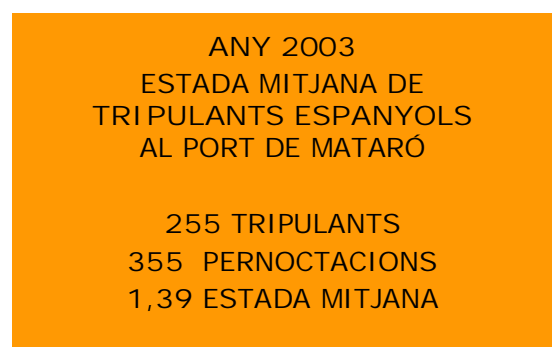 ANY 2003
ESTADA MITJANA DE
TRIPULANTS ESPANYOLS
AL PORT DE MATARÓ
255 TRIPULANTS
355 PERNOCTACIONS
1,39 ESTADA MITJANA